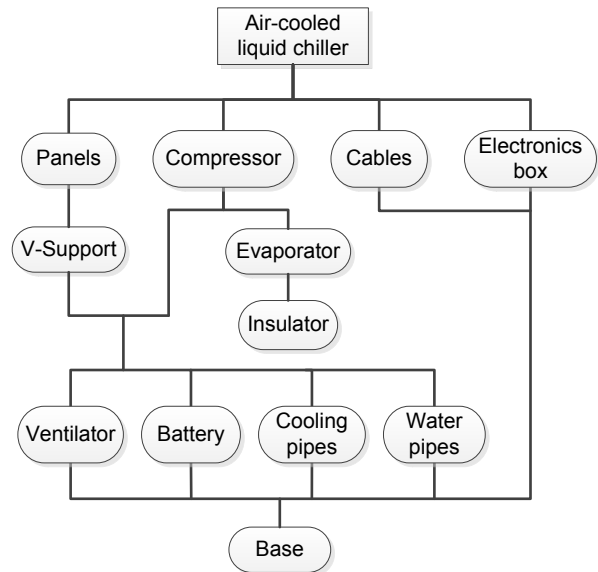 Air-cooled
liquid chiller
Panels
Compressor
Cables
Electronics
box
V-Support
Evaporator
Insulator
Ventilator
Battery
Cooling
pipes
Water
pipes
Base